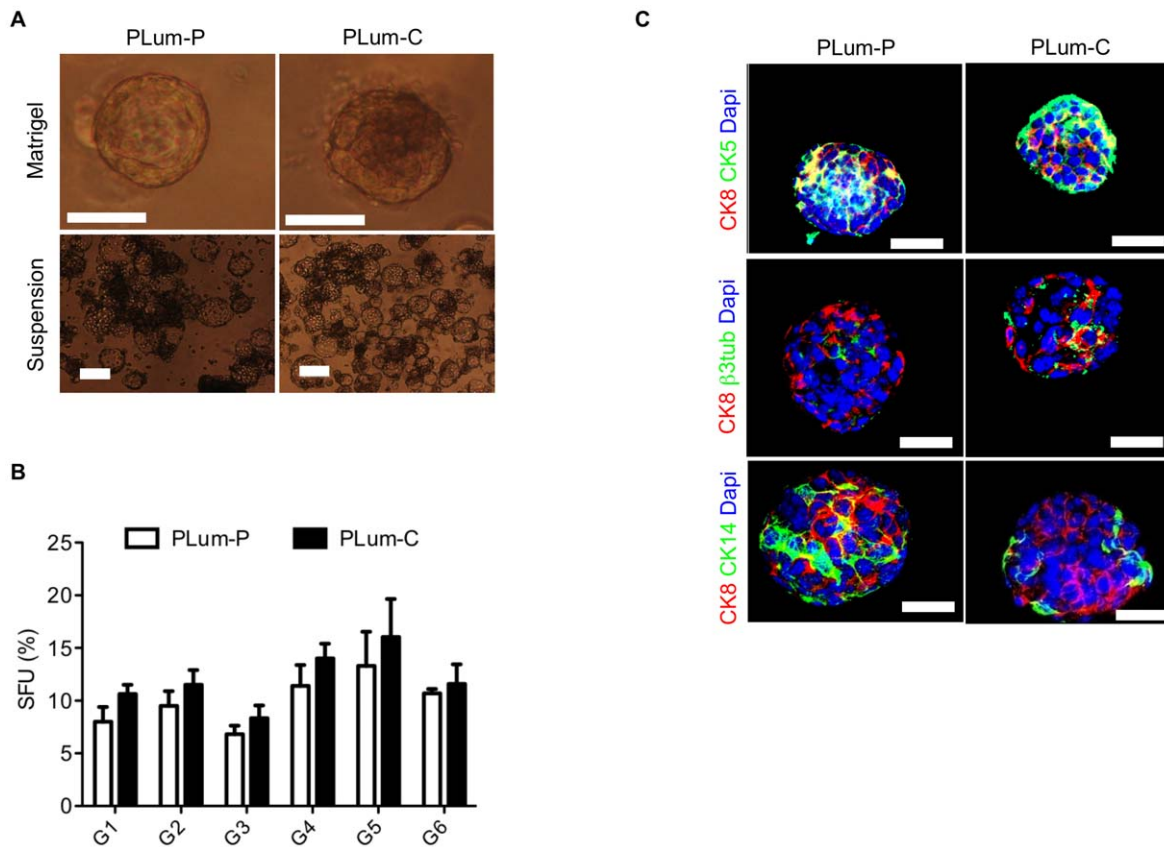 A
PLum-P
PLum-C
Matrigel
Suspension
B
PLum-P
PLum-C
SFU (%)
25
20
15
10
5
0
G1
G2
G3
G4
G5
G6
C
PLum-P
PLum-C
CK8 CK5 Dapi
CK8 β3tub Dapi
CK8 CK14 Dapi